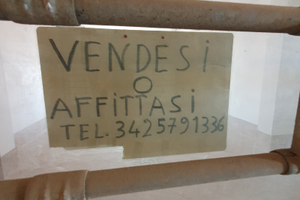 VENDESI
O
AFFITTASI
TEL. 3425791336